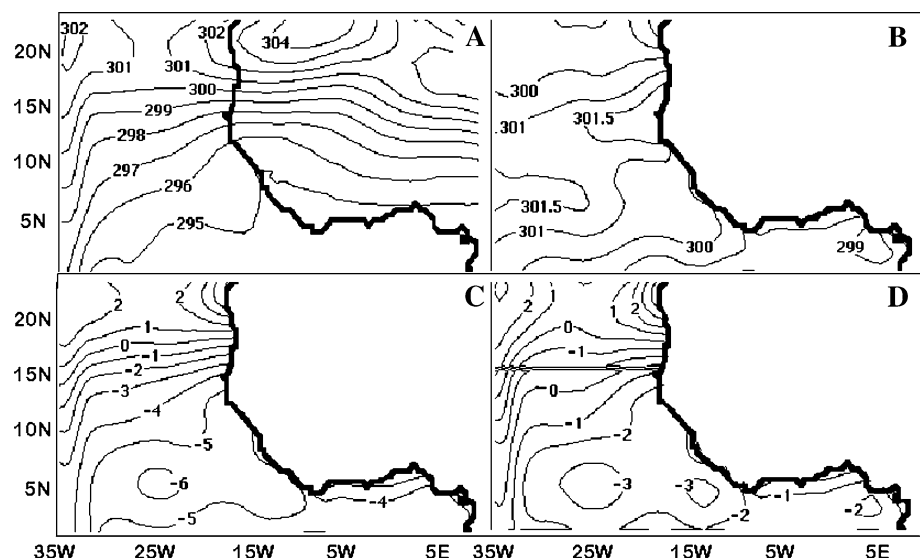 302 302 304 A B
20N
301 301 300
300
15N 299 301 301.5
298
10N 297
296 301.5
5N 295 301 300 299
2 2 C 2 1 1 2 D
20N
1 0
0 -1
-1
15N -2
-3 -0
-4 -1
10N
-5 -2
5N -6 -4 -3 -3 -1
-5 -2 -2
35W 25W 15W 5W 5E 35W 25W 15W 5W 5E